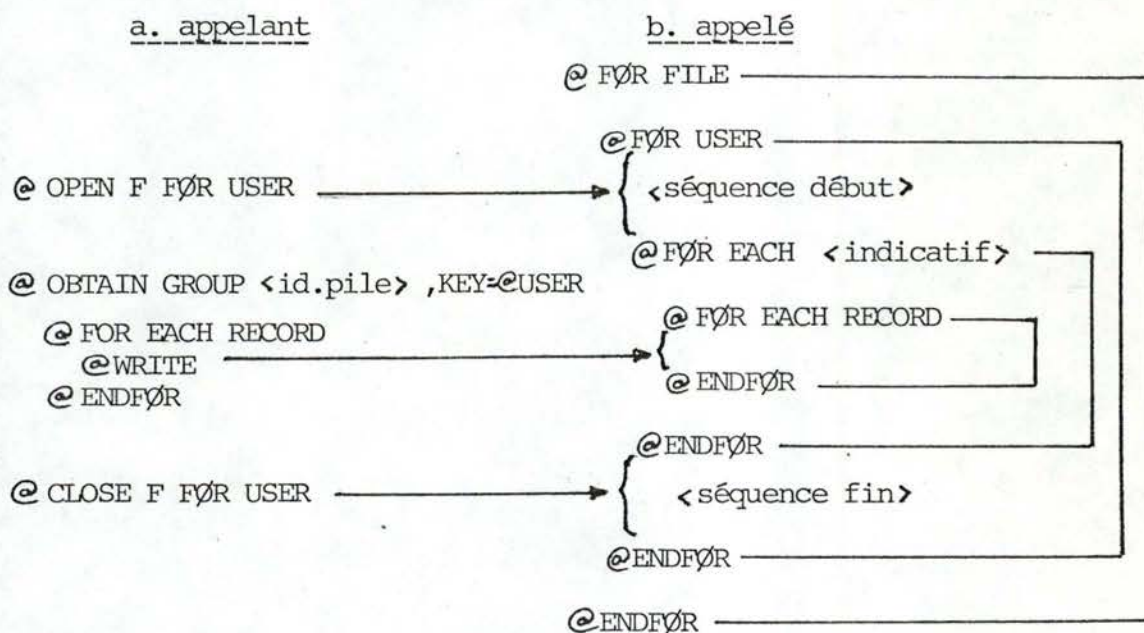 a. appelant
b. appelé
@ FØR FILE
@ FØR USER
@ OPEN F FØR USER
<séquence début>
@ FØR EACH <indicatif>
@ OBTAIN GROUP <id.pile> ,KEY=@USER
@ FOR EACH RECORD
@ FØR EACH RECORD
@ WRITE
@ ENDFØR
@ ENDFØR
@ ENDFØR
@ CLOSE F FØR USER
<séquence fin>
@ ENDFØR
@ ENDFØR